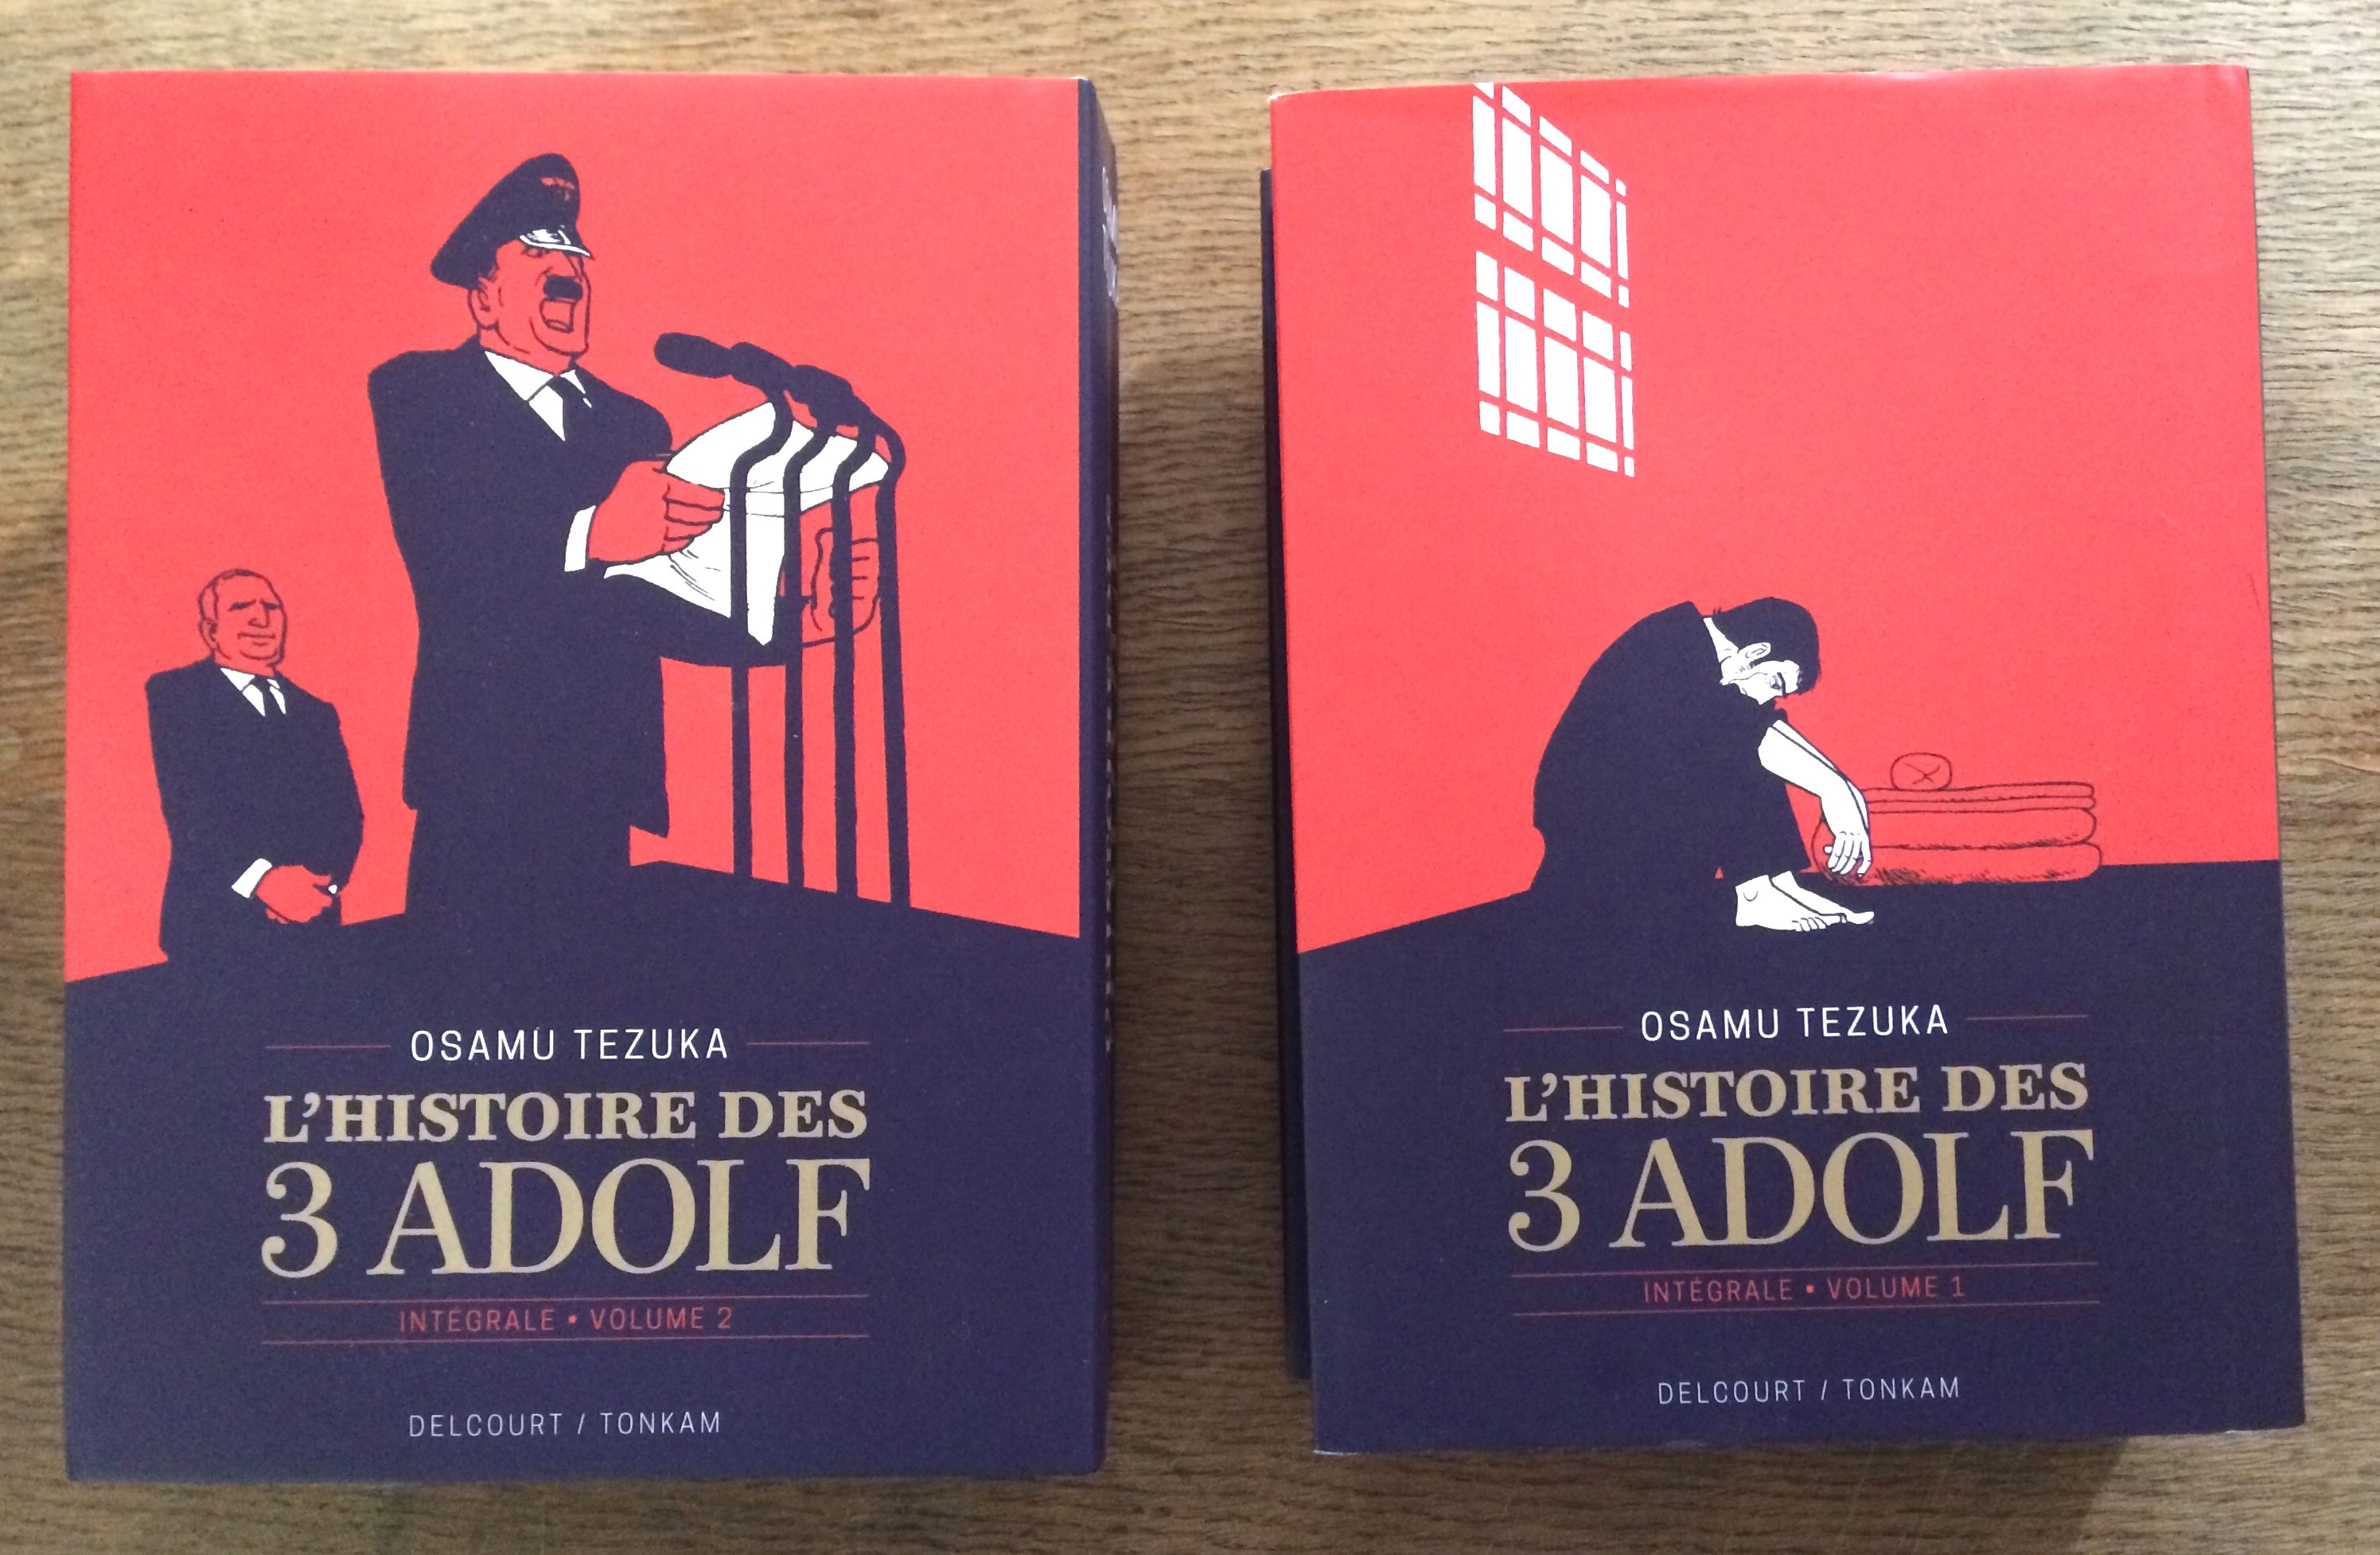 OSAMU TEZUKA
L'HISTOIRE DES
3 ADOLF
INTÉGRALE • VOLUME 2
DELCOURT / TONKAM
OSAMU TEZUKA
L'HISTOIRE DES
3 ADOLF
INTÉGRALE • VOLUME 1
DELCOURT / TONKAM